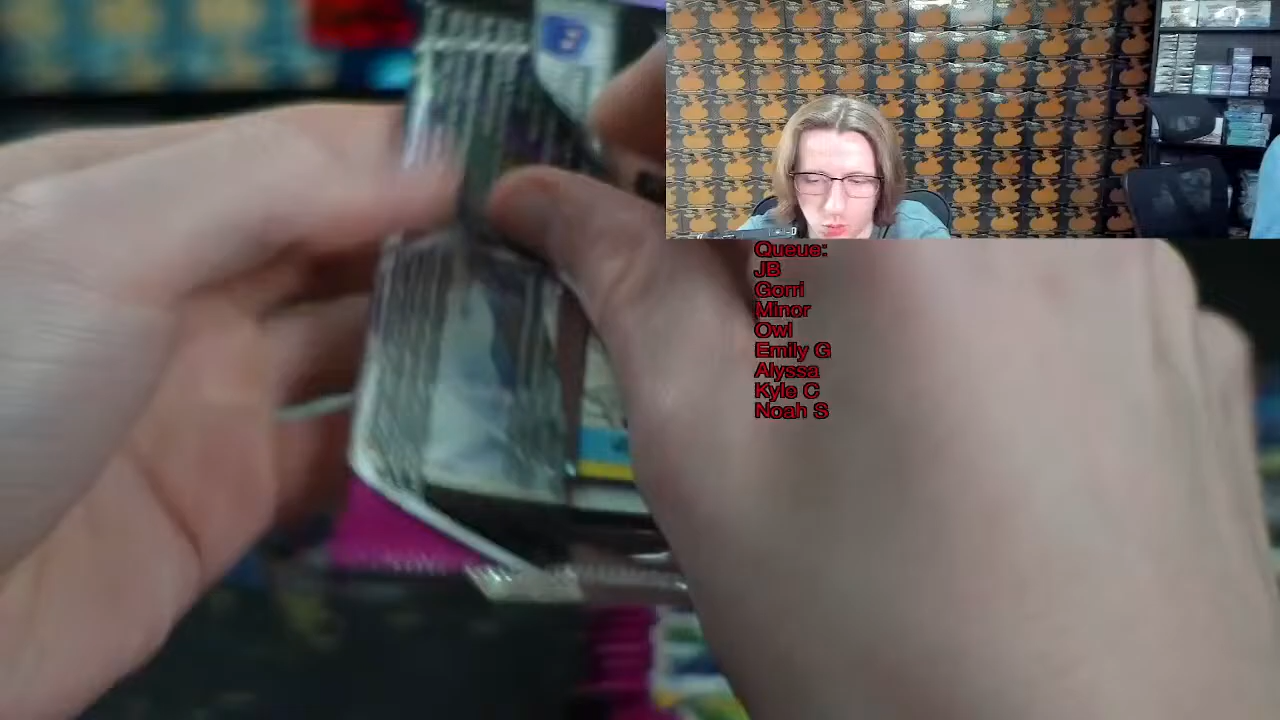 Queue:
JB
Gorri
Minor
Owl
Emily G
Alyssa
Kyle C
Noah S